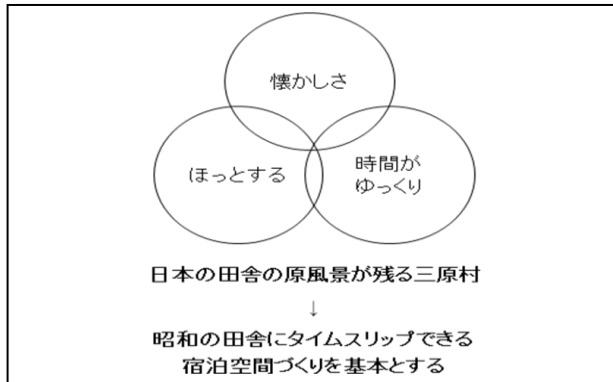 懐かしさ
ほっとする
時間が
ゆっくり
日本の田舎の原風景が残る三原村
↓
昭和の田舎にタイムスリップできる
宿泊空間づくりを基本とする